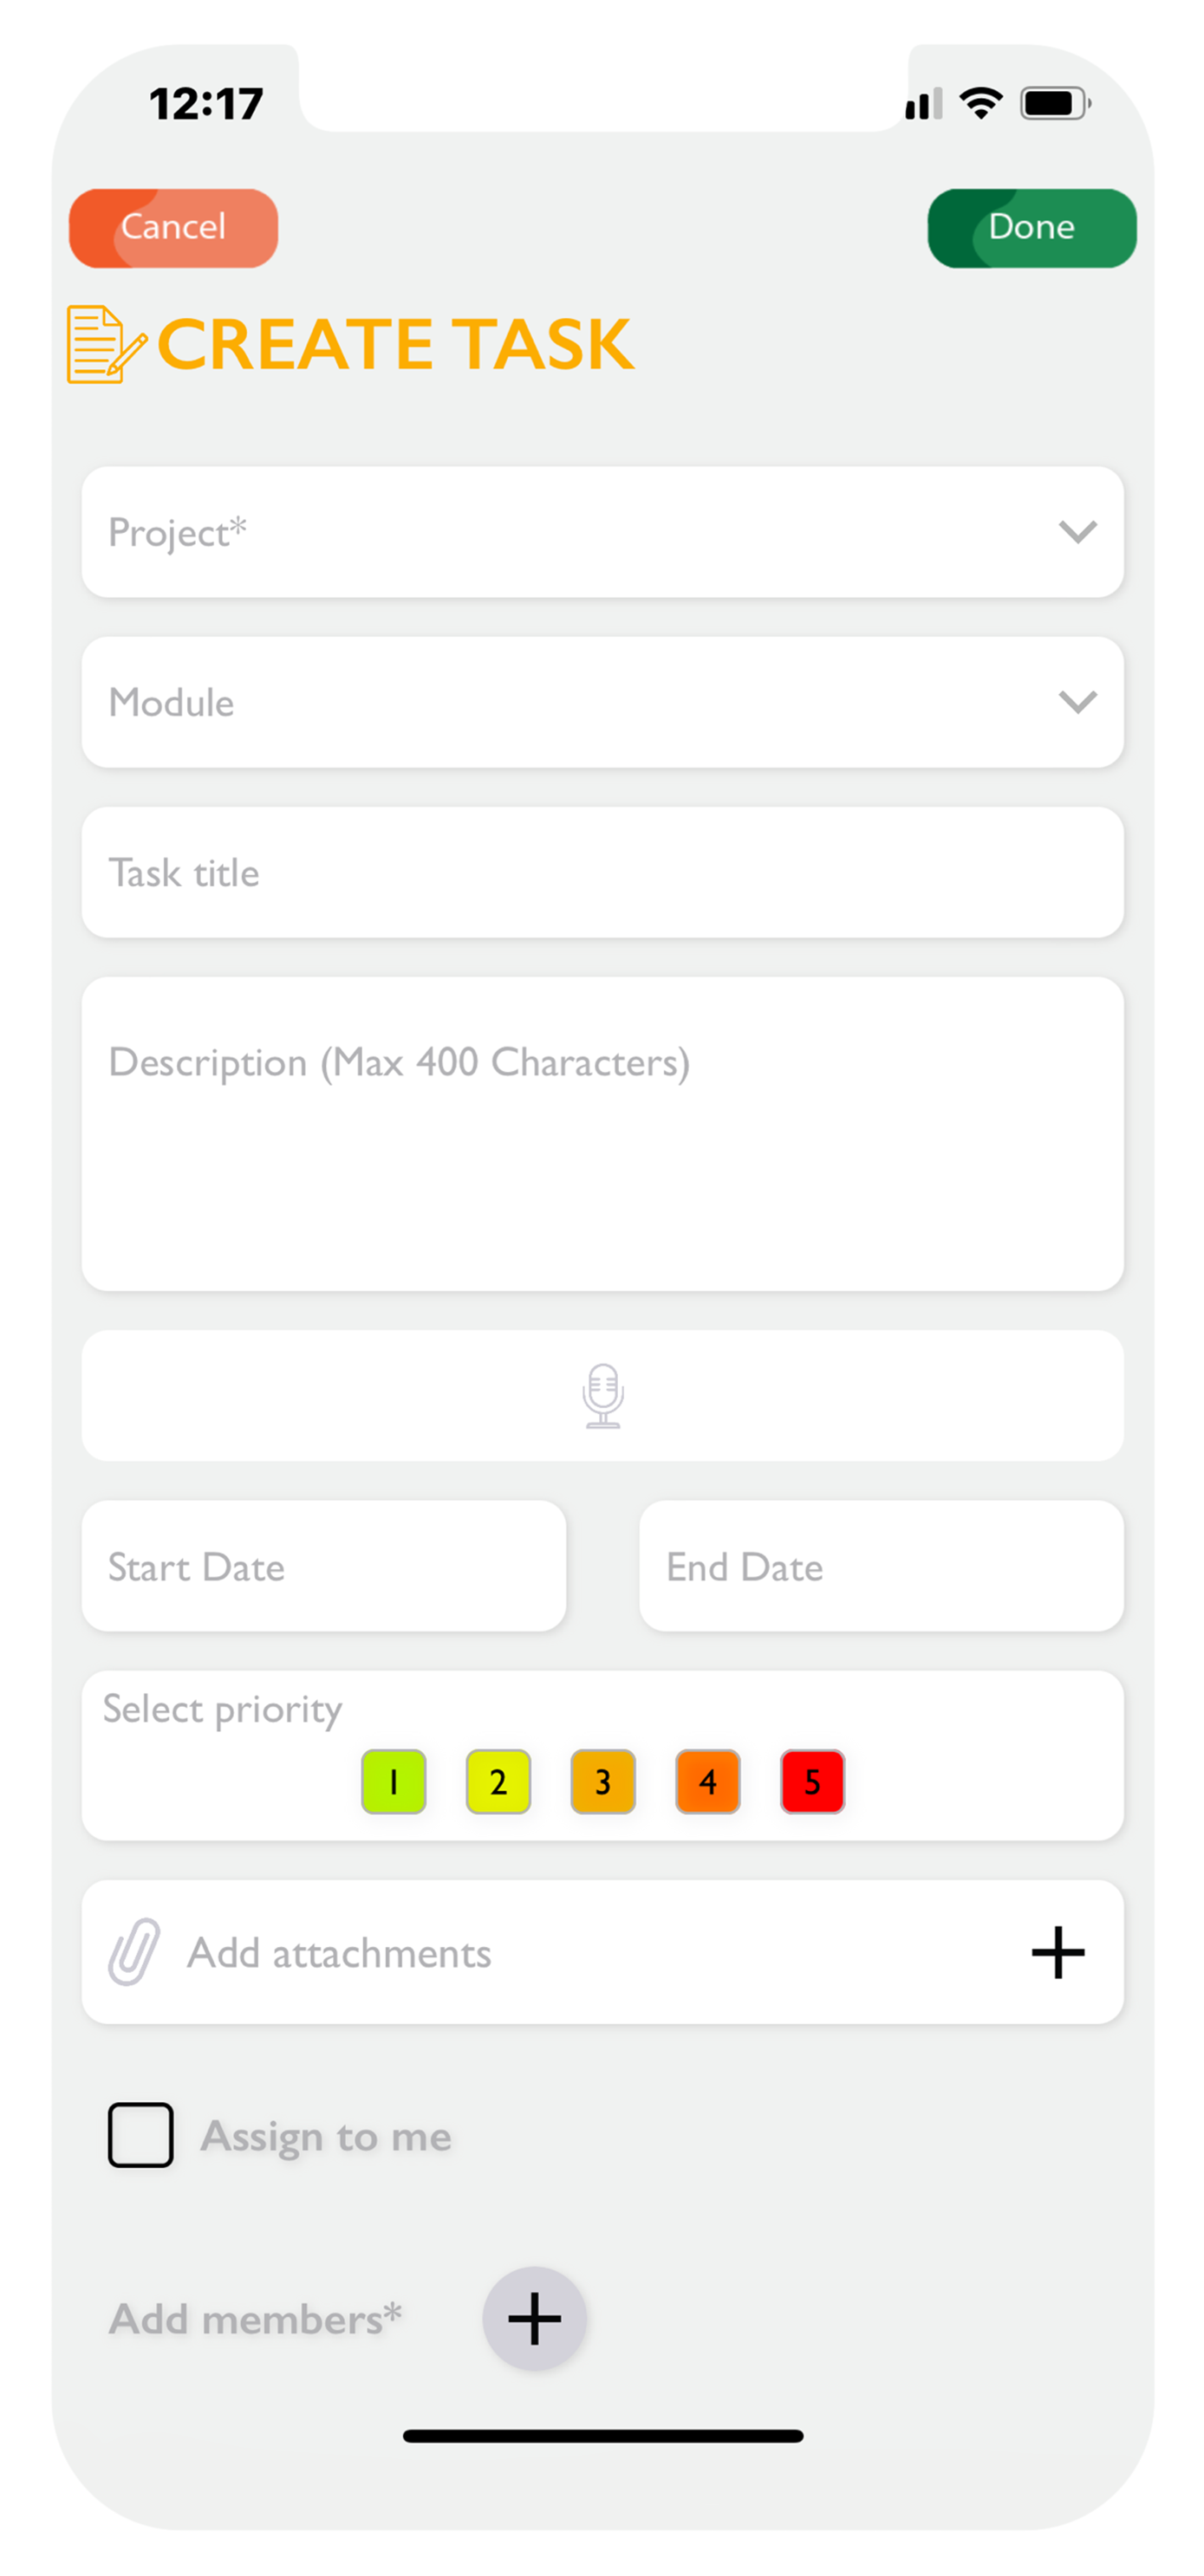 12:17
Cancel
Done
CREATE TASK
Project*
Module
Task title
Description (Max 400 Characters)
Start Date
End Date
Select priority
1 2 3 4 5
Add attachments
Assign to me
Add members*